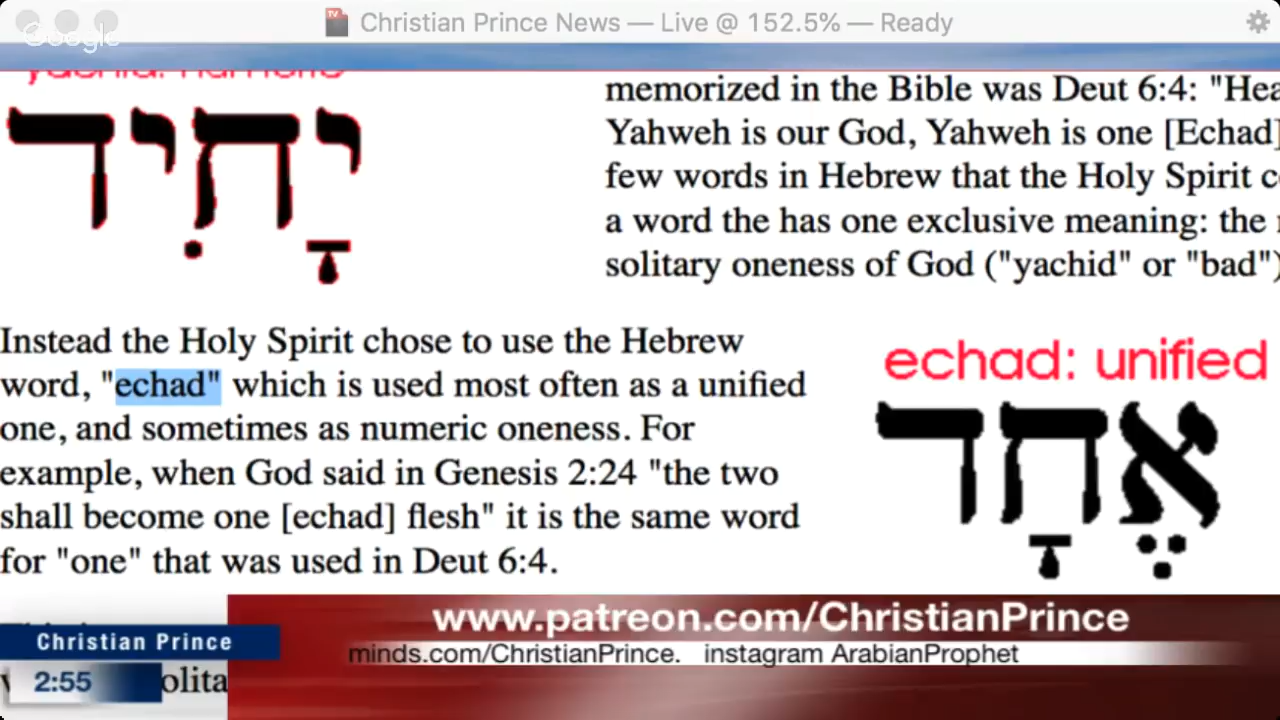 Christian Prince News — Live @ 152.5% — Ready
Google
יָחִיד
memorized in the Bible was Deut 6:4: "Hea
Yahweh is our God, Yahweh is one [Echad]
few words in Hebrew that the Holy Spirit c
a word the has one exclusive meaning: the
solitary oneness of God ("yachid" or "bad")
Instead the Holy Spirit chose to use the Hebrew
word, "echad" which is used most often as a unified
one, and sometimes as numeric oneness. For
example, when God said in Genesis 2:24 "the two
shall become one [echad] flesh" it is the same word
for "one" that was used in Deut 6:4.
echad: unified
אֶחָד
www.patreon.com/ChristianPrince
minds.com/ChristianPrince. instagram ArabianProphet
Christian Prince
2:55
olita